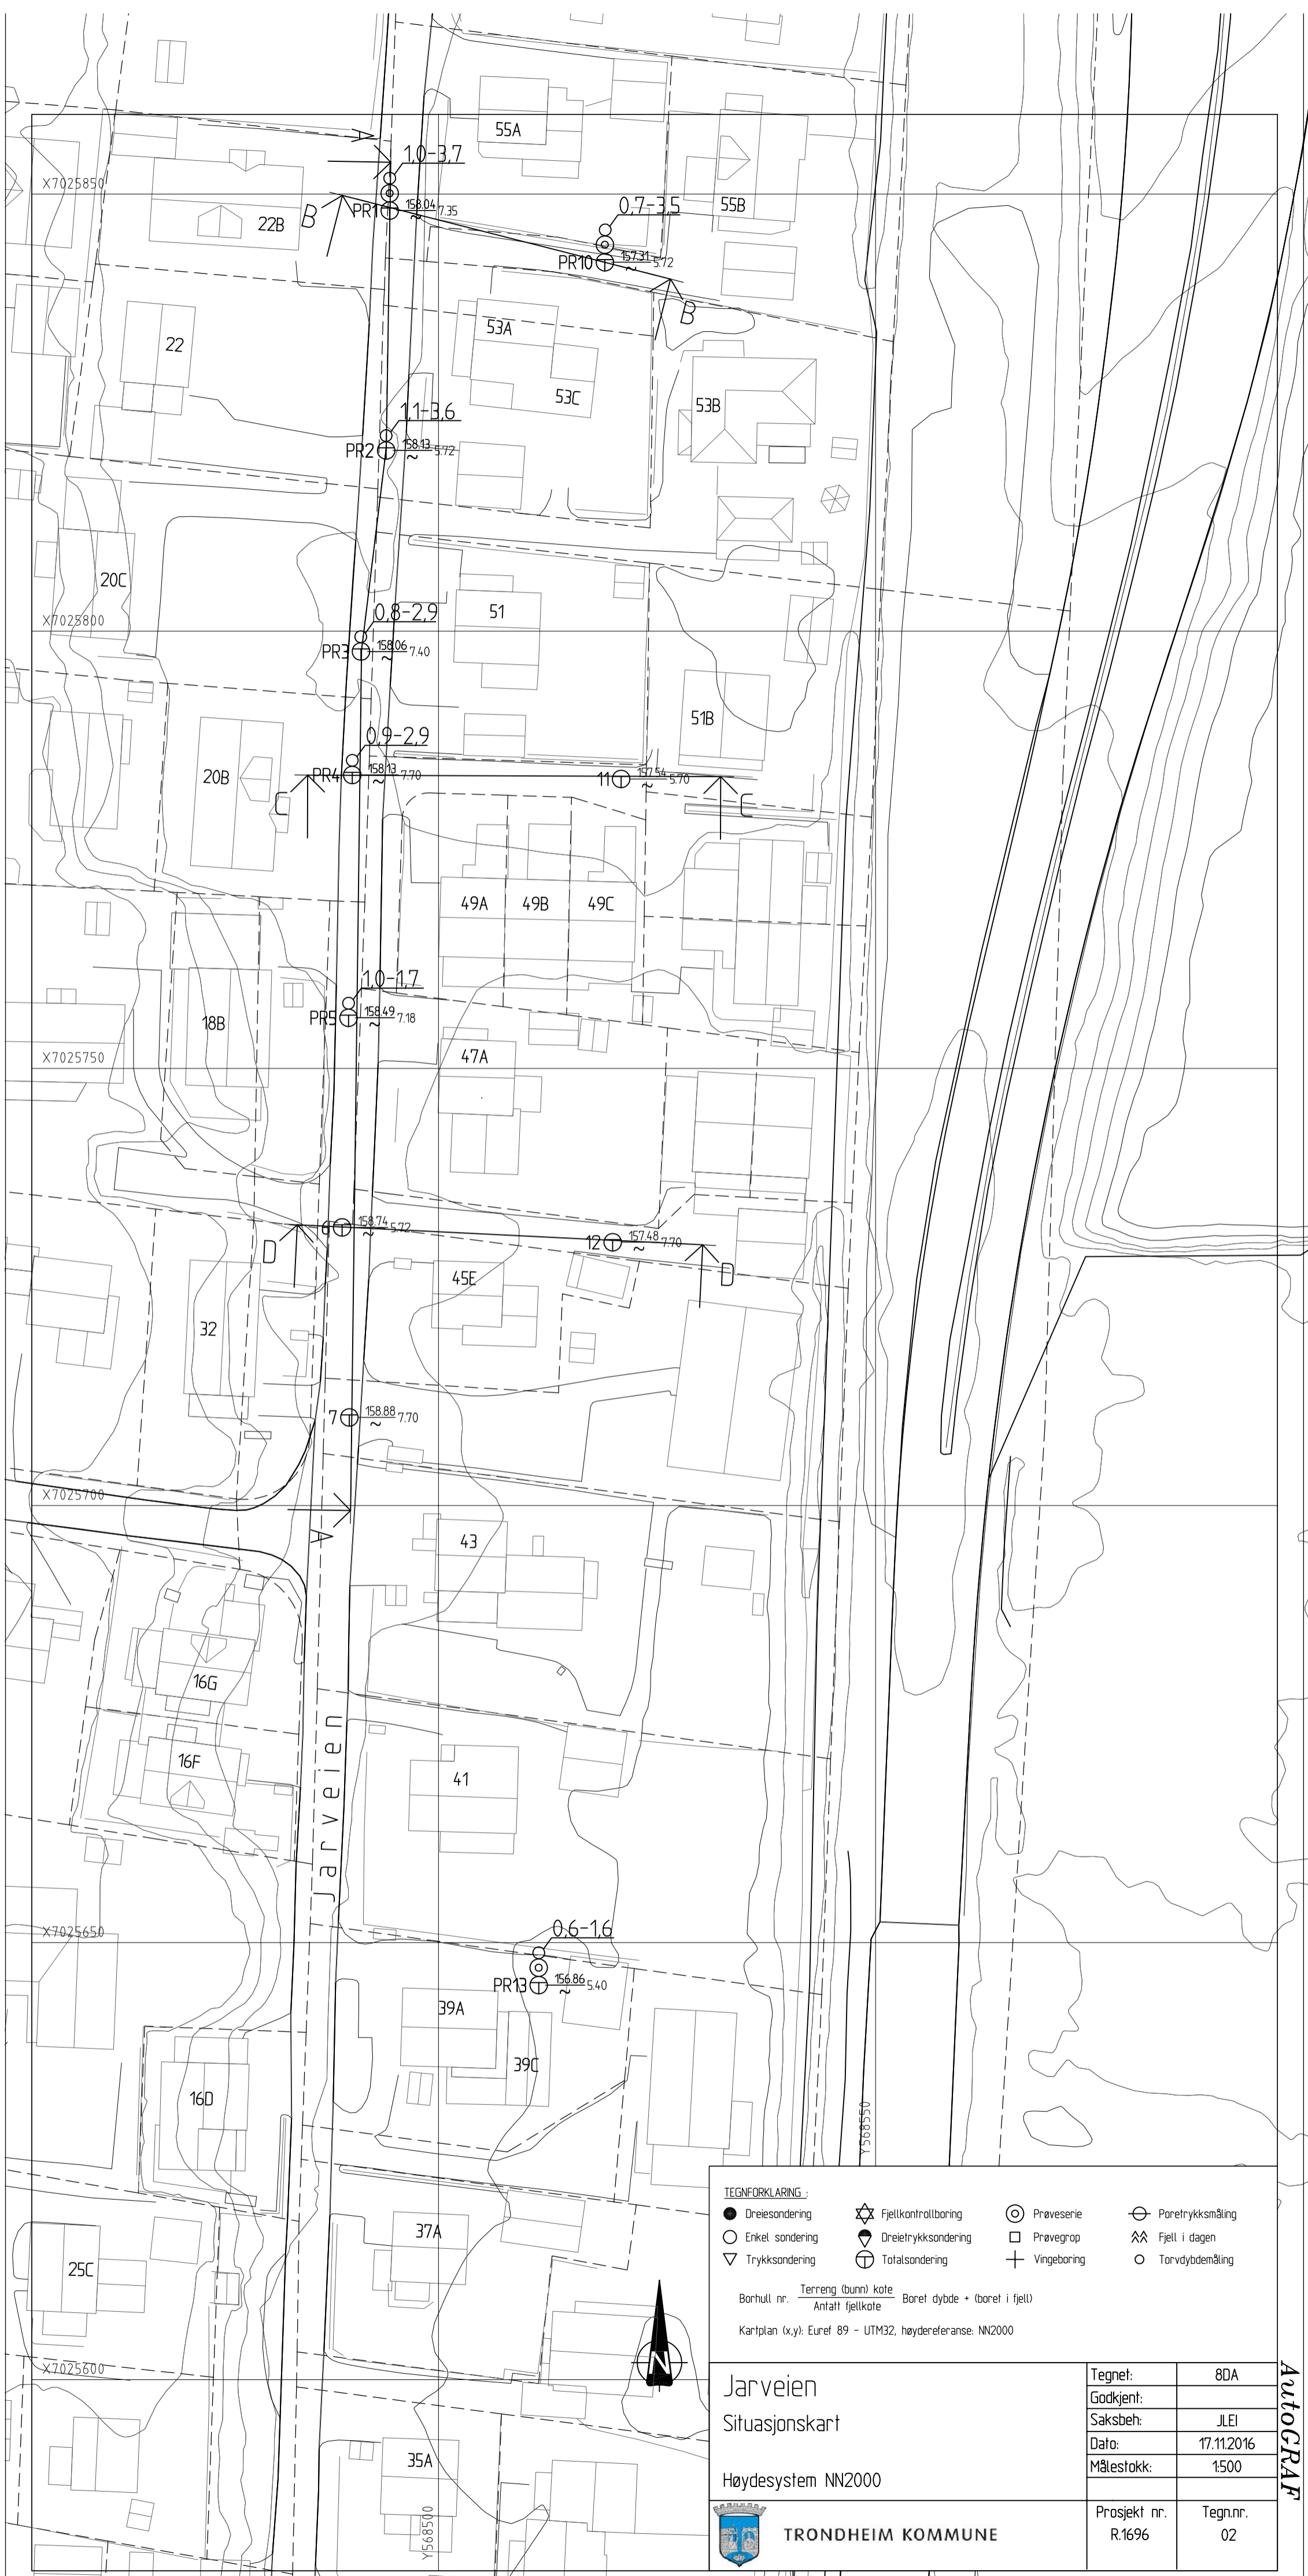 55A
A
1,0-3,7
X7025850
PR1 158.04 7.35
~
0,7-3,5
55B
22B
B
PR10 157.31 5.72
~
B
53A
22
53C
53B
1,1-3,6
PR2 158.13 5.72
~
20C
51
0,8-2,9
X7025800
PR3 158.06 7.40
~
51B
0,9-2,9
20B
PR4 158.13 7.70
~
11 157.54 5.70
~
C
C
49A
49B
49C
1,0-1,7
18B
PR5 158.49 7.18
~
X7025750
47A
6 158.74 5.72
~
12 157.48 7.70
~
D
D
45E
32
7 158.88 7.70
~
X7025700
A
43
16G
16F
41
Jarveien
X7025650
0,6-1,6
PR13 156.86 5.40
~
39A
39C
16D
Y568550
37A
25C
X7025600
35A
Y568500
N
TEGNFORKLARING :
Dreiesondering
Fjellkontrollboring
Prøveserie
Poretrykksmåling
Enkel sondering
Dreietrykksondering
Prøvegrop
Fjell i dagen
Trykksondering
Totalsondering
Vingeboring
Torvdybdemåling
Borhull nr. Terreng (bunn) kote Boret dybde + (boret i fjell)
Antatt fjellkote
Kartplan (x,y): Euref 89 - UTM32, høydereferanse: NN2000
Jarveien
Situasjonskart
Høydesystem NN2000
Tegnet: 8DA
Godkjent:
Saksbeh: JLEI
Dato: 17.11.2016
Målestokk: 1:500
Prosjekt nr. Tegn.nr.
R.1696 02
TRONDHEIM KOMMUNE
AutoGRAF